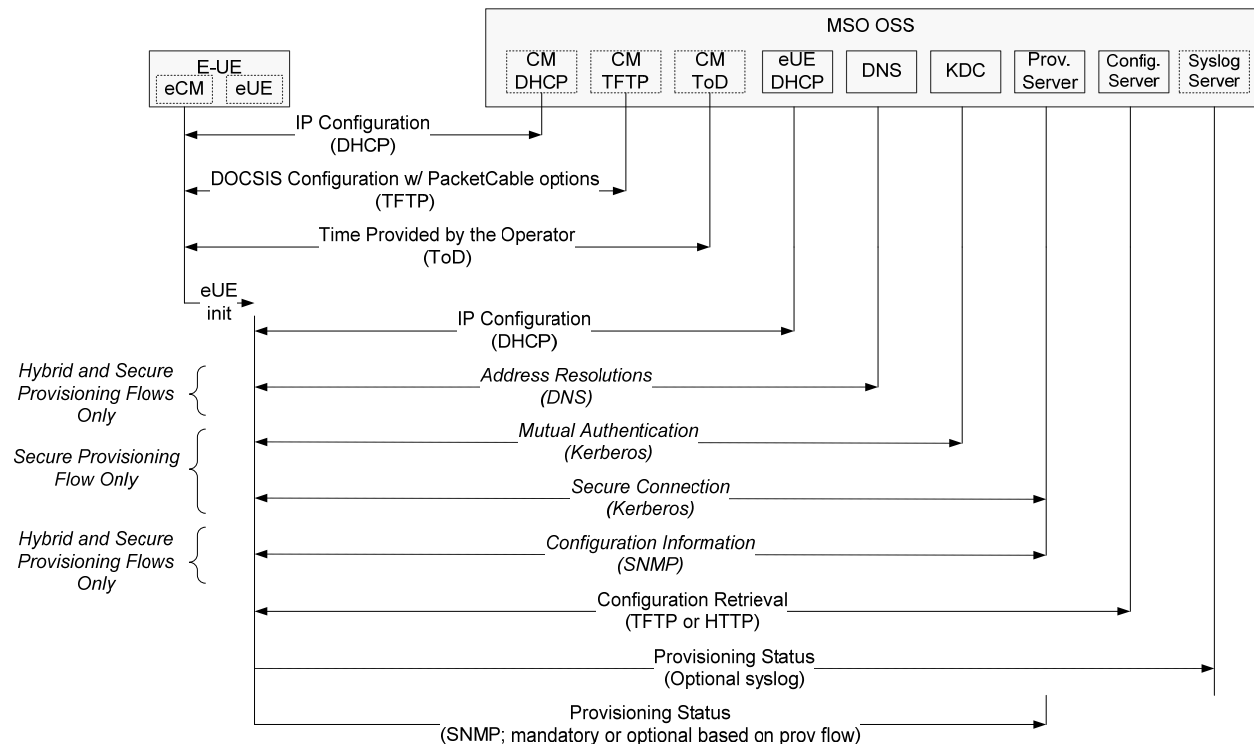 MSO OSS
E-UE
eCM
eUE
CM
DHCP
CM
TFTP
CM
ToD
eUE
DHCP
DNS
KDC
Prov.
Server
Config.
Server
Syslog
Server
IP Configuration
(DHCP)
DOCSIS Configuration w/ PacketCable options
(TFTP)
Time Provided by the Operator
(ToD)
eUE
init
IP Configuration
(DHCP)
Hybrid and Secure
Provisioning Flows
Only
Address Resolutions
(DNS)
Secure Provisioning
Flow Only
Mutual Authentication
(Kerberos)
Secure Connection
(Kerberos)
Hybrid and Secure
Provisioning Flows
Only
Configuration Information
(SNMP)
Configuration Retrieval
(TFTP or HTTP)
Provisioning Status
(Optional syslog)
Provisioning Status
(SNMP; mandatory or optional based on prov flow)